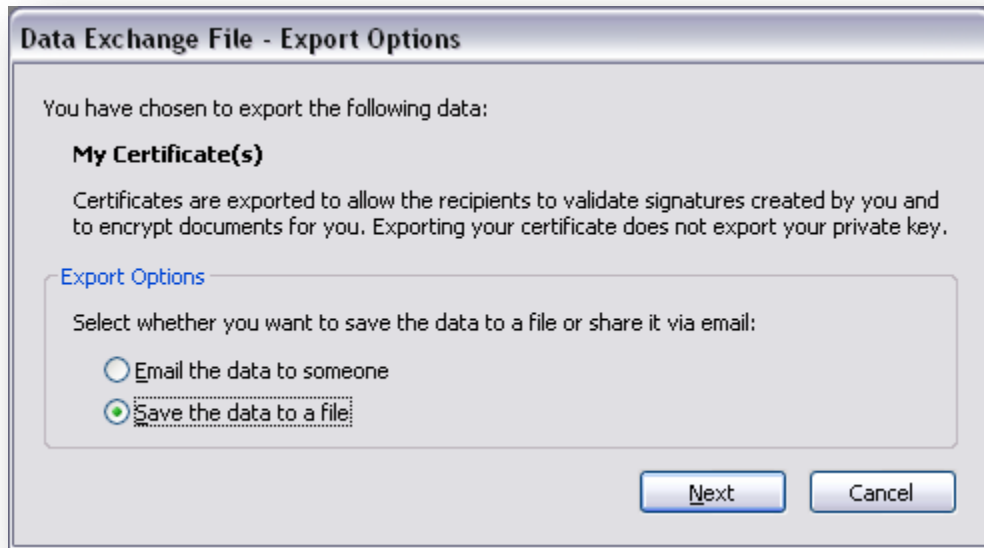 Data Exchange File - Export Options
You have chosen to export the following data:
My Certificate(s)
Certificates are exported to allow the recipients to validate signatures created by you and
to encrypt documents for you. Exporting your certificate does not export your private key.
Export Options
Select whether you want to save the data to a file or share it via email:
Email the data to someone
Save the data to a file
Next Cancel